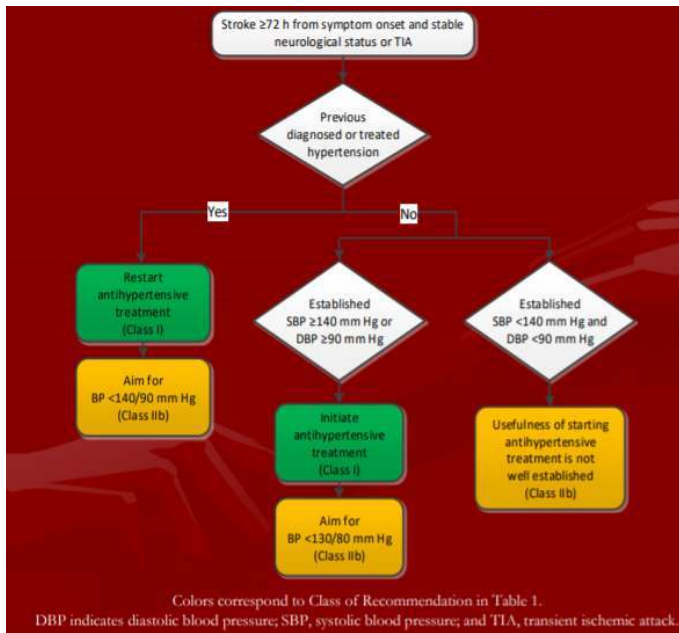 Stroke ≥72 h from symptom onset and stable
neurological status or TIA
Previous
diagnosed or treated
hypertension
Yes
No
Restart
antihypertensive
treatment
(Class I)
Aim for
BP <140/90 mm Hg
(Class IIb)
Established
SBP ≥140 mm Hg or
DBP ≥90 mm Hg
Initiate
antihypertensive
treatment
(Class I)
Aim for
BP <130/80 mm Hg
(Class IIb)
Established
SBP <140 mm Hg and
DBP <90 mm Hg
Usefulness of starting
antihypertensive
treatment is not
well established
(Class IIb)
Colors correspond to Class of Recommendation in Table 1.
DBP indicates diastolic blood pressure; SBP, systolic blood pressure; and TIA, transient ischemic attack.